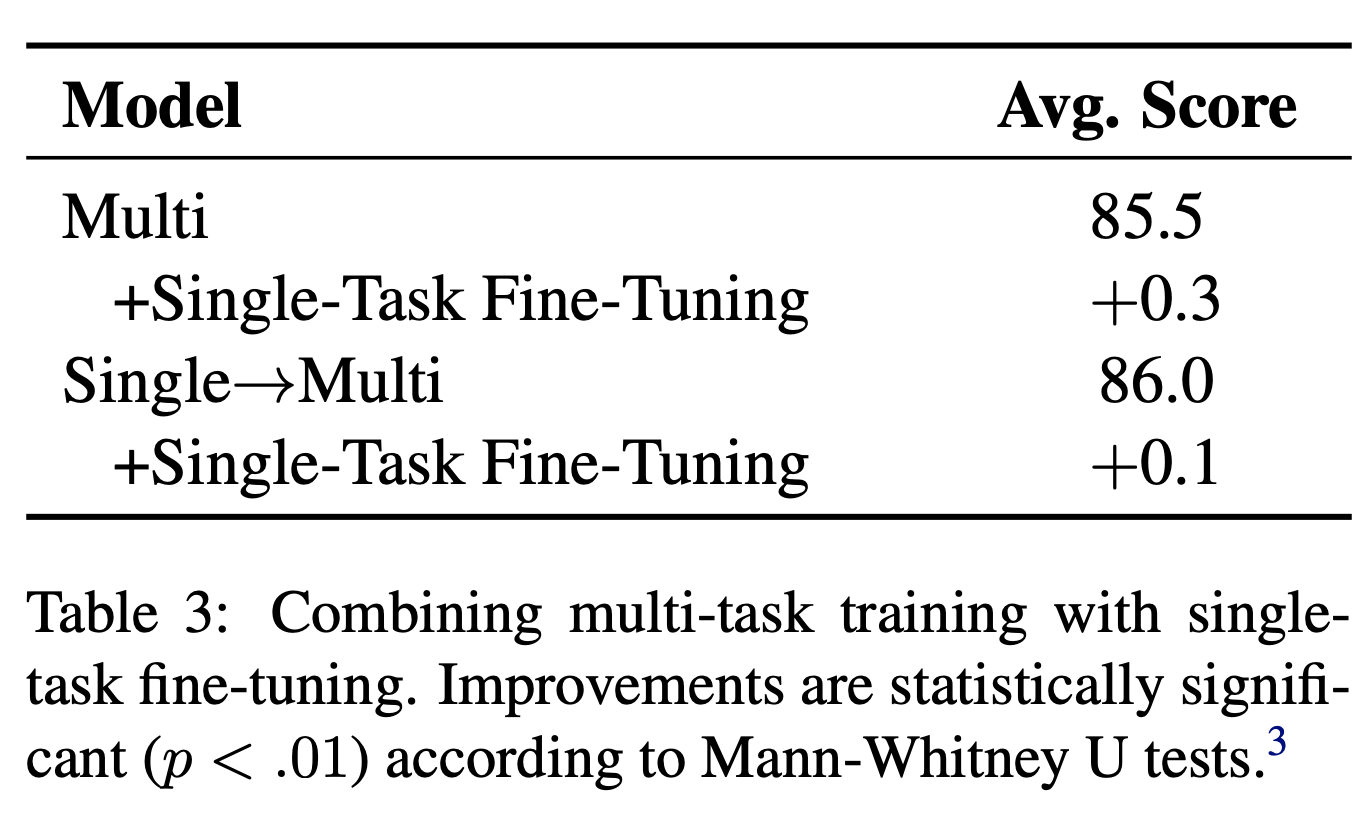 Model Avg. Score
Multi 85.5
+Single-Task Fine-Tuning +0.3
Single→Multi 86.0
+Single-Task Fine-Tuning +0.1
Table 3: Combining multi-task training with single-
task fine-tuning. Improvements are statistically signifi-
cant (p < .01) according to Mann-Whitney U tests.3